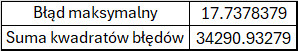 Błąd maksymalny 17.7378379
Suma kwadratów błędów 34290.93279